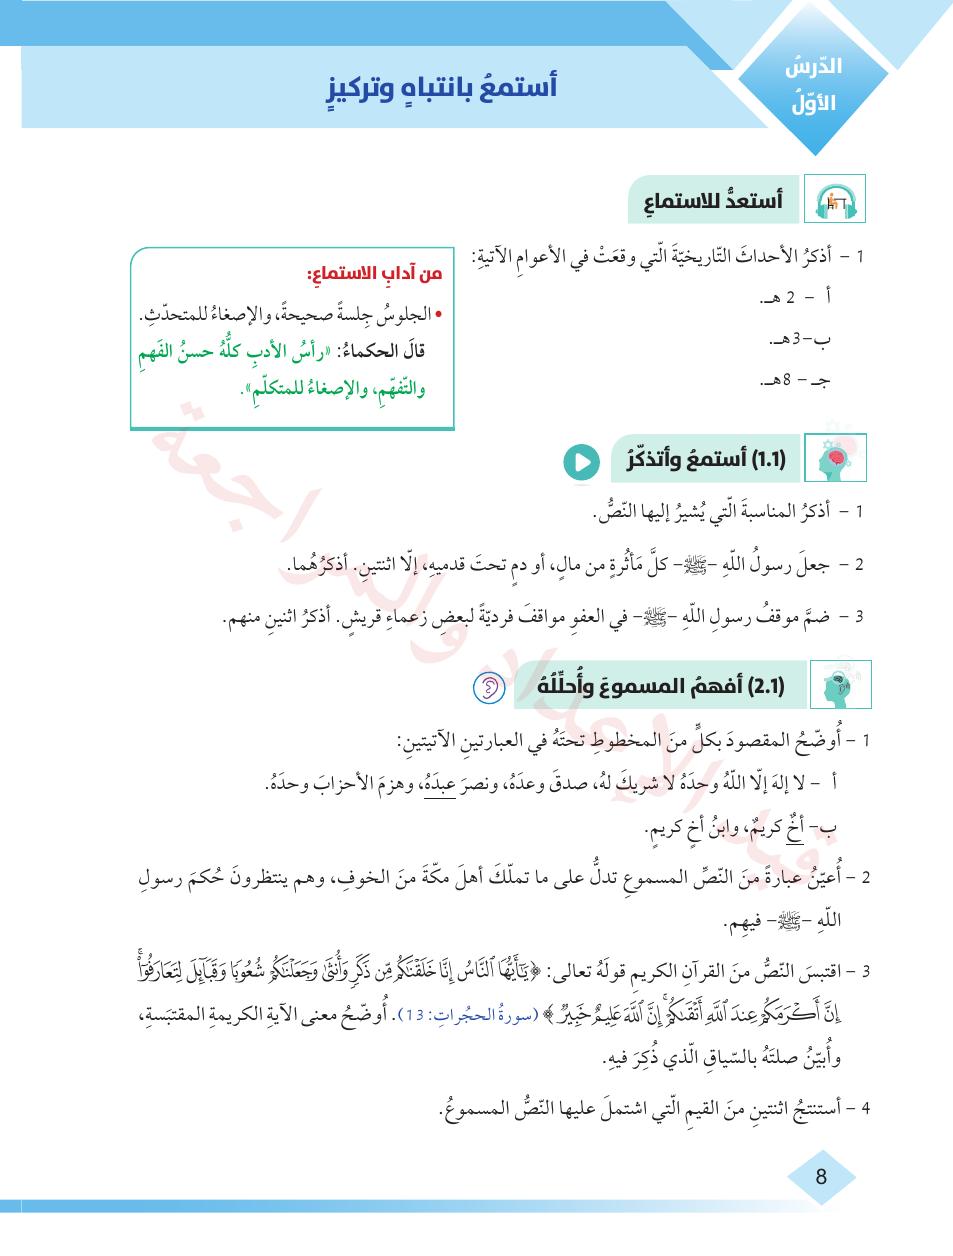 الدّرسُ
الأوّلُ
أستمعُ بانتباهٍ وتركيزٍ
أستعدُّ للاستماعِ
1 – أذكرُ الأحداثَ التّاريخيّةَ الّتي وقعَتْ في الأعوامِ الآتيةِ:
أ – 2 هـ.
ب–3هـ.
جـ – 8هـ.
من آدابِ الاستماعِ:
• الجلوسُ جِلسةً صحيحةً، والإصغاءُ للمتحدّثِ.
قالَ الحكماءُ: «رأسُ الأدبِ كلُّهُ حسنُ الفَهمِ
والتّفهّمِ، والإصغاءُ للمتكلّمِ».
(1.1) أستمعُ وأتذكّرُ
1 – أذكرُ المناسبةَ الّتي يُشيرُ إليها النّصُّ.
2 – جعلَ رسولُ اللّهِ –ﷺ– كلَّ مَأثُرةٍ من مالٍ، أو دمٍ تحتَ قدميهِ، إلّا اثنتينِ. أذكرُهُما.
3 – ضمَّ موقفُ رسولِ اللّهِ –ﷺ– في العفوِ مواقفَ فرديّةً لبعضِ زعماءِ قريشٍ. أذكرُ اثنينِ منهم.
(2.1) أفهمُ المسموعَ وأُحلِّلُهُ
1 – أُوضّحُ المقصودَ بكلٍّ منَ المخطوطِ تحتَهُ في العبارتينِ الآتيتينِ:
أ – لا إلهَ إلّا اللّهُ وحدَهُ لا شريكَ لهُ، صدقَ وعدَهُ، ونصرَ عبدَهُ، وهزمَ الأحزابَ وحدَهُ.
ب– أخٌ كريمٌ، وابنُ أخٍ كريمٍ.
2 – أُعيّنُ عبارةً منَ النّصِّ المسموعِ تدلُّ على ما تملّكَ أهلَ مكّةَ منَ الخوفِ، وهم ينتظرونَ حُكمَ رسولِ
اللّهِ –ﷺ– فيهِم.
3 – اقتبسَ النّصُّ منَ القرآنِ الكريمِ قولَهُ تعالى: ﴿يَـٰٓأَيُّهَا ٱلنَّاسُ إِنَّا خَلَقْنَـٰكُم مِّن ذَكَرٍ وَأُنثَىٰ وَجَعَلْنَـٰكُمْ شُعُوبًا وَقَبَآئِلَ لِتَعَارَفُوٓا۟ ۚ
إِنَّ أَكْرَمَكُمْ عِندَ ٱللَّهِ أَتْقَىٰكُمْ ۚ إِنَّ ٱللَّهَ عَلِيمٌ خَبِيرٌ﴾ (سورةُ الحجُراتِ: 13). أُوضّحُ معنى الآيةِ الكريمةِ المقتبَسةِ،
وأُبيّنُ صلتَهُ بالسّياقِ الّذي ذُكِرَ فيهِ.
4 – أستنتجُ اثنتينِ منَ القيمِ الّتي اشتملَ عليها النّصُّ المسموعُ.
8
قيد الإعداد والمراجعة